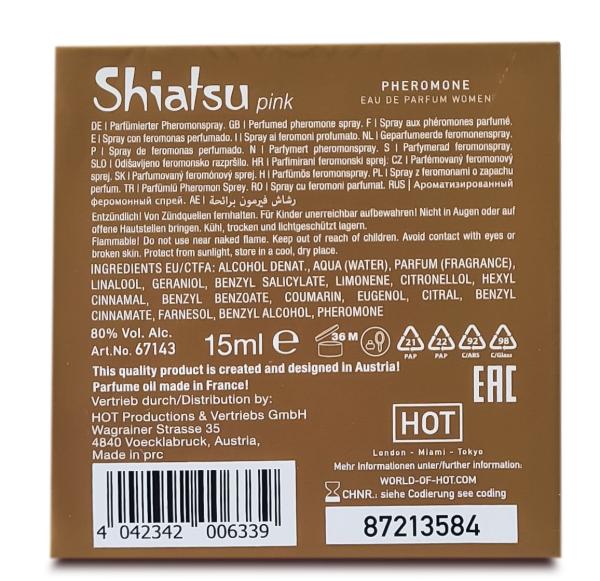 Shiatsu pink
PHEROMONE
EAU DE PARFUM WOMEN
DE I Parfümierter Pheromonspray. GB I Perfumed pheromone spray. F I Spray aux phéromones parfumé.
E I Spray con feromonas perfumado. I I Spray ai feromoni profumato. NL I Geparfumeerde feromonenspray.
P I Spray de feromonas perfumado. N I Parfymert pheromonspray. S I Parfymerad feromonspray.
SLO I Odišavljeno feromonsko razpršilo. HR I Parfimirani feromonski sprej. CZ I Parfémovaný feromonový
sprej. SK I Parfumovaný feromónový sprej. H I Parfümös feromonspray. PL I Spray z feromonami o zapachu
perfum. TR I Parfümlü Pheromon Sprey. RO I Spray cu feromoni parfumat. RUS I Ароматизированный
феромонный спрей. AE I رشاش فيرمون برائحة
Entzündlich! Von Zündquellen fernhalten. Für Kinder unerreichbar aufbewahren! Nicht in Augen oder auf
offene Hautstellen bringen. Kühl, trocken und lichtgeschützt lagern.
Flammable! Do not use near naked flame. Keep out of reach of children. Avoid contact with eyes or
broken skin. Protect from sunlight, store in a cool, dry place.
INGREDIENTS EU/CTFA: ALCOHOL DENAT., AQUA (WATER), PARFUM (FRAGRANCE),
LINALOOL, GERANIOL, BENZYL SALICYLATE, LIMONENE, CITRONELLOL, HEXYL
CINNAMAL, BENZYL BENZOATE, COUMARIN, EUGENOL, CITRAL, BENZYL
CINNAMATE, FARNESOL, BENZYL ALCOHOL, PHEROMONE
80% Vol. Alc.
Art.No. 67143
15ml e
36 M
21 PAP
22 PAP
92 C/ABS
98 C/Glass
This quality product is created and designed in Austria!
Parfume oil made in France!
Vertrieb durch/Distribution by:
HOT Productions & Vertriebs GmbH
Wagrainer Strasse 35
4840 Voecklabruck, Austria,
Made in prc
EAC
HOT
London - Miami - Tokyo
Mehr Informationen unter/further information:
WORLD-OF-HOT.COM
CHNR.: siehe Codierung see coding
4 042342 006339
87213584